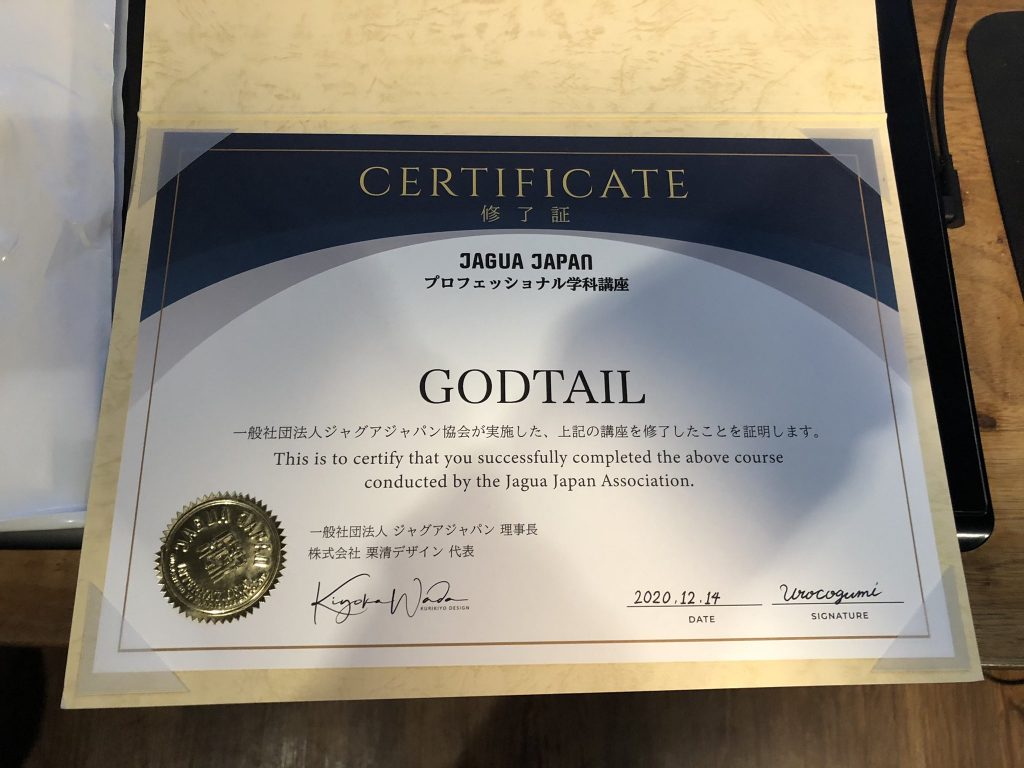 CERTIFICATE
修了証
JAGUA JAPAN
プロフェッショナル学科講座
GODTAIL
一般社団法人ジャグアジャパン協会が実施した、上記の講座を修了したことを証明します。
This is to certify that you successfully completed the above course
conducted by the Jagua Japan Association.
一般社団法人 ジャグアジャパン 理事長
株式会社 栗清デザイン 代表
Kiyoka Wada
KURIKIYO DESIGN
2020.12.14
DATE
Urocogumi
SIGNATURE
JAGUA JAPAN